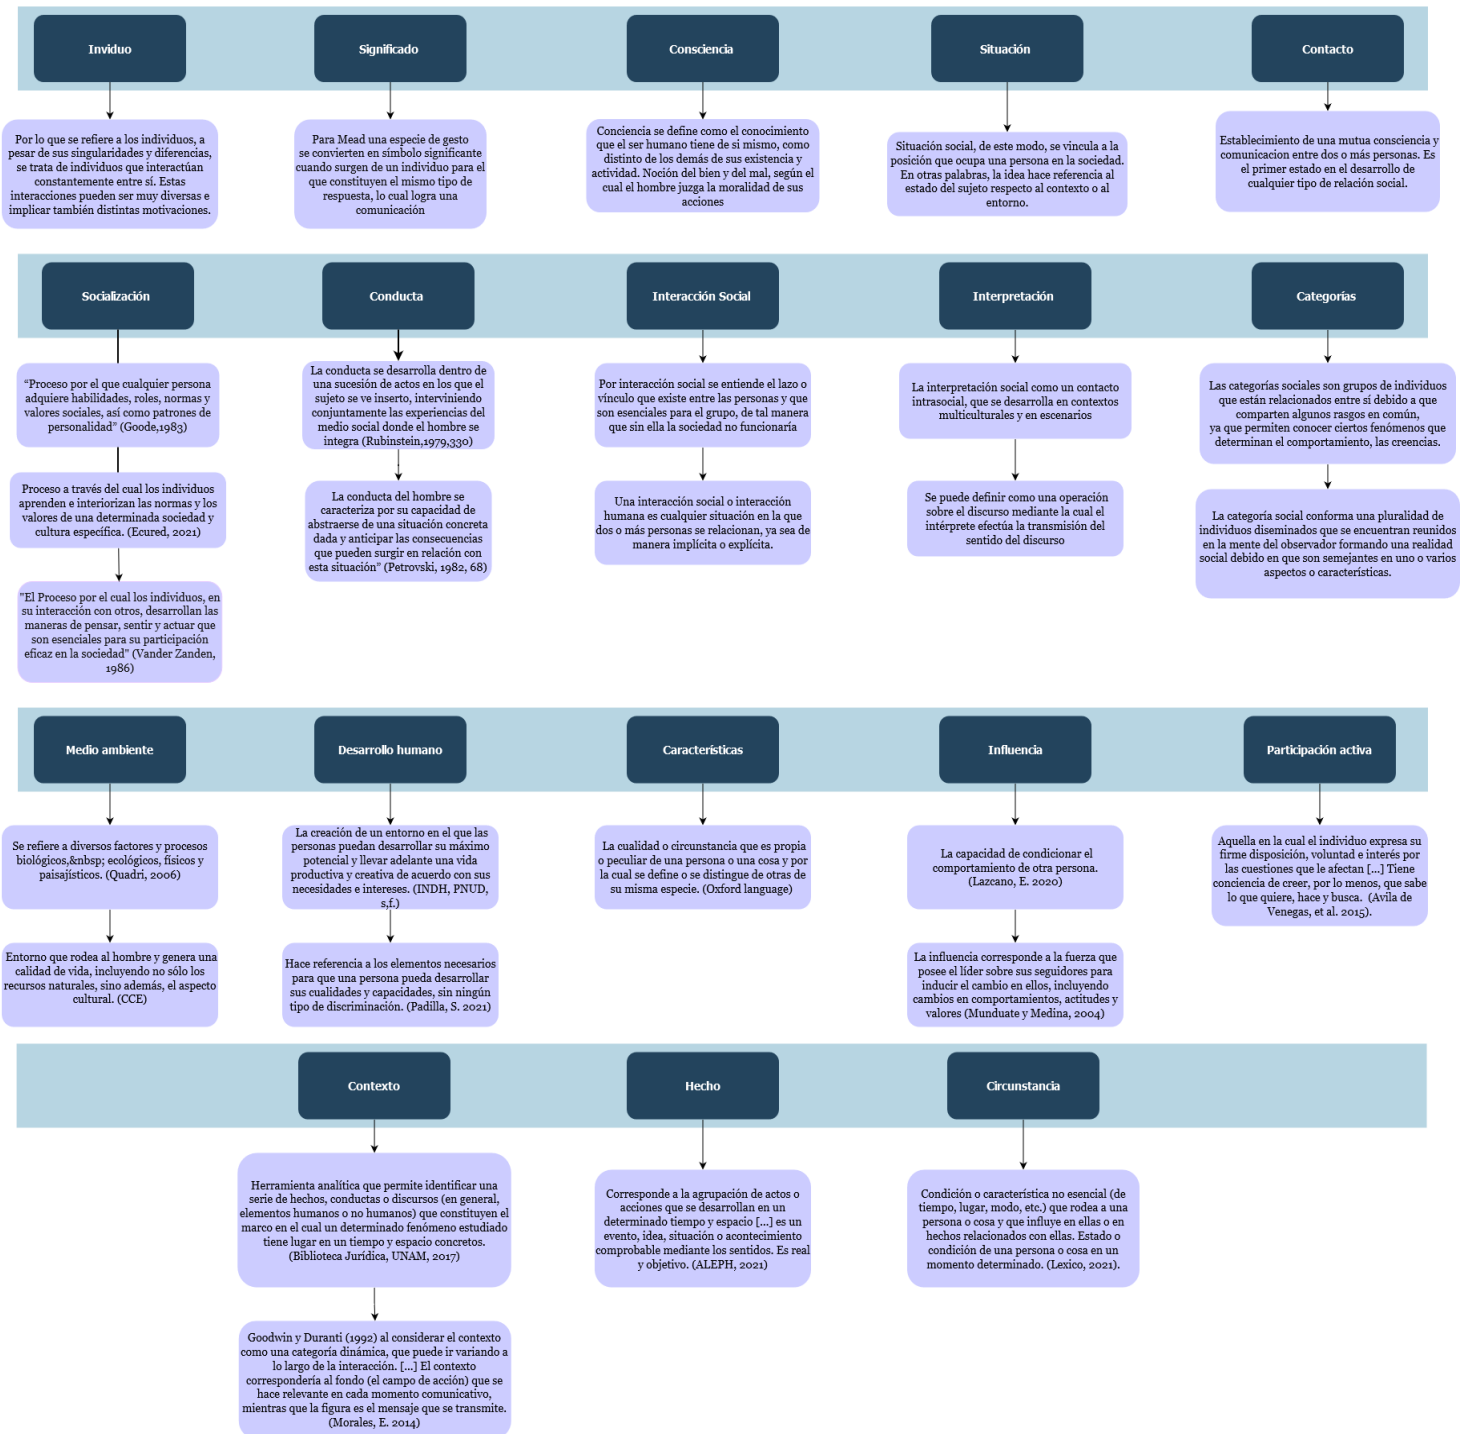 Inviduo
Significado
Consciencia
Situación
Contacto
Por lo que se refiere a los individuos, a
pesar de sus singularidades y diferencias,
se trata de individuos que interactúan
constantemente entre sí. Estas
interacciones pueden ser muy diversas e
implicar también distintas motivaciones.
Para Mead una especie de gesto
se convierten en símbolo significante
cuando surgen de un individuo para el
que constituyen el mismo tipo de
respuesta, lo cual logra una
comunicación
Conciencia se define como el conocimiento
que el ser humano tiene de si mismo, como
distinto de los demás de sus existencia y
actividad. Noción del bien y del mal, según el
cual el hombre juzga la moralidad de sus
acciones
Situación social, de este modo, se vincula a la
posición que ocupa una persona en la sociedad.
En otras palabras, la idea hace referencia al
estado del sujeto respecto al contexto o al
entorno.
Establecimiento de una mutua consciencia y
comunicacion entre dos o más personas. Es
el primer estado en el desarrollo de
cualquier tipo de relación social.
Socialización
Conducta
Interacción Social
Interpretación
Categorías
“Proceso por el que cualquier persona
adquiere habilidades, roles, normas y
valores sociales, así como patrones de
personalidad” (Goode,1983)
Proceso a través del cual los individuos
aprenden e interiorizan las normas y los
valores de una determinada sociedad y
cultura específica. (Ecured, 2021)
"El Proceso por el cual los individuos, en
su interacción con otros, desarrollan las
maneras de pensar, sentir y actuar que
son esenciales para su participación
eficaz en la sociedad" (Vander Zanden,
1986)
La conducta se desarrolla dentro de
una sucesión de actos en los que el
sujeto se ve inserto, interviniendo
conjuntamente las experiencias del
medio social donde el hombre se
integra (Rubinstein,1979,330)
La conducta del hombre se
caracteriza por su capacidad de
abstraerse de una situación concreta
dada y anticipar las consecuencias
que pueden surgir en relación con
esta situación” (Petrovski, 1982, 68)
Por interacción social se entiende el lazo o
vínculo que existe entre las personas y que
son esenciales para el grupo, de tal manera
que sin ella la sociedad no funcionaría
Una interacción social o interacción
humana es cualquier situación en la que
dos o más personas se relacionan, ya sea de
manera implícita o explícita.
La interpretación social como un contacto
intrasocial, que se desarrolla en contextos
multiculturales y en escenarios
Se puede definir como una operación
sobre el discurso mediante la cual el
intérprete efectúa la transmisión del
sentido del discurso
Las categorías sociales son grupos de individuos
que están relacionados entre sí debido a que
comparten algunos rasgos en común,
ya que permiten conocer ciertos fenómenos que
determinan el comportamiento, las creencias.
La categoría social conforma una pluralidad de
individuos diseminados que se encuentran reunidos
en la mente del observador formando una realidad
social debido en que son semejantes en uno o varios
aspectos o características.
Medio ambiente
Desarrollo humano
Características
Influencia
Participación activa
Se refiere a diversos factores y procesos
biológicos,&nbsp; ecológicos, físicos y
paisajísticos. (Quadri, 2006)
Entorno que rodea al hombre y genera una
calidad de vida, incluyendo no sólo los
recursos naturales, sino además, el aspecto
cultural. (CCE)
La creación de un entorno en el que las
personas puedan desarrollar su máximo
potencial y llevar adelante una vida
productiva y creativa de acuerdo con sus
necesidades e intereses. (INDH, PNUD,
s,f.)
Hace referencia a los elementos necesarios
para que una persona pueda desarrollar
sus cualidades y capacidades, sin ningún
tipo de discriminación. (Padilla, S. 2021)
La cualidad o circunstancia que es propia
o peculiar de una persona o una cosa y por
la cual se define o se distingue de otras de
su misma especie. (Oxford language)
La capacidad de condicionar el
comportamiento de otra persona.
(Lazcano, E. 2020)
La influencia corresponde a la fuerza que
posee el líder sobre sus seguidores para
inducir el cambio en ellos, incluyendo
cambios en comportamientos, actitudes y
valores (Munduate y Medina, 2004)
Aquella en la cual el individuo expresa su
firme disposición, voluntad e interés por
las cuestiones que le afectan [...] Tiene
conciencia de creer, por lo menos, que sabe
lo que quiere, hace y busca. (Avila de
Venegas, et al. 2015).
Contexto
Hecho
Circunstancia
Herramienta analítica que permite identificar una
serie de hechos, conductas o discursos (en general,
elementos humanos o no humanos) que constituyen el
marco en el cual un determinado fenómeno estudiado
tiene lugar en un tiempo y espacio concretos.
(Biblioteca Jurídica, UNAM, 2017)
Goodwin y Duranti (1992) al considerar el contexto
como una categoría dinámica, que puede ir variando a
lo largo de la interacción. [...] El contexto
correspondería al fondo (el campo de acción) que se
hace relevante en cada momento comunicativo,
mientras que la figura es el mensaje que se transmite.
(Morales, E. 2014)
Corresponde a la agrupación de actos o
acciones que se desarrollan en un
determinado tiempo y espacio [...] es un
evento, idea, situación o acontecimiento
comprobable mediante los sentidos. Es real
y objetivo. (ALEPH, 2021)
Condición o característica no esencial (de
tiempo, lugar, modo, etc.) que rodea a una
persona o cosa y que influye en ellas o en
hechos relacionados con ellas. Estado o
condición de una persona o cosa en un
momento determinado. (Lexico, 2021).